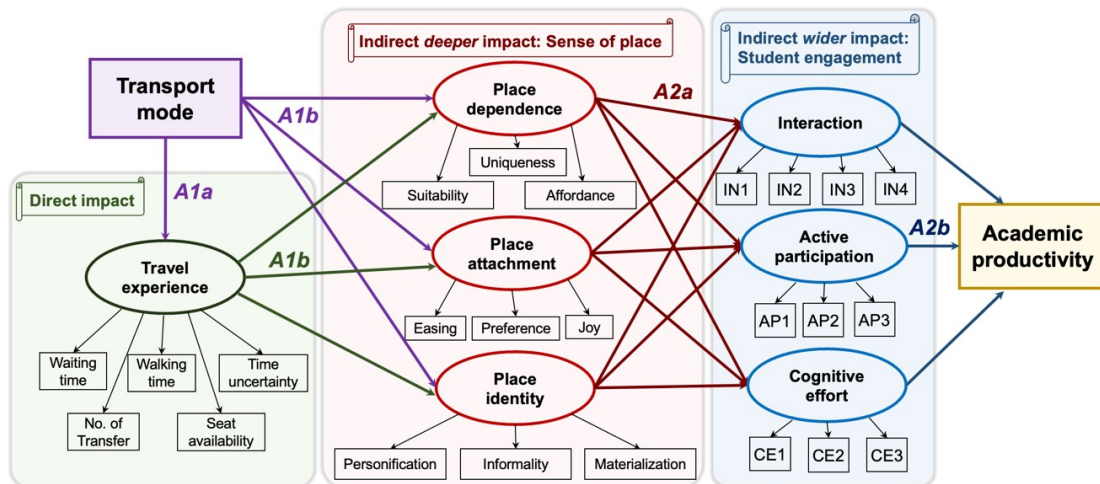 Indirect deeper impact: Sense of place
Indirect wider impact:
Student engagement
Transport
mode
A1b
A1a
Direct impact
Travel
experience
A1b
Waiting
time
Walking
time
Time
uncertainty
No. of
Transfer
Seat
availability
Place
dependence
Uniqueness
Suitability
Affordance
Place
attachment
Easing
Preference
Joy
Place
identity
Personification
Informality
Materialization
A2a
Interaction
IN1
IN2
IN3
IN4
Active
participation
AP1
AP2
AP3
Cognitive
effort
CE1
CE2
CE3
A2b
Academic
productivity